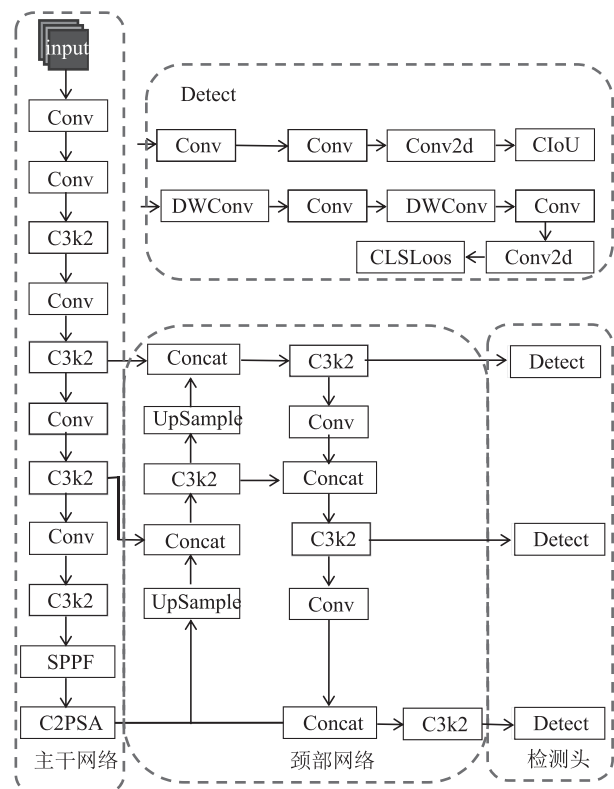 input
Conv
Conv
C3k2
Conv
C3k2
Conv
C3k2
Conv
C3k2
SPPF
C2PSA
主干网络
Detect
Conv Conv Conv2d CIoU
DWConv Conv DWConv Conv
CLSLoos Conv2d
Concat C3k2 Detect
UpSample Conv
C3k2 Concat
Concat C3k2 Detect
UpSample Conv
Concat C3k2 Detect
颈部网络
检测头